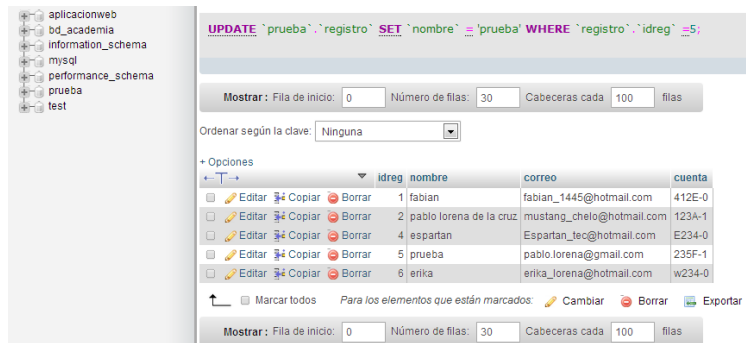 aplicacionweb
bd_academia
information_schema
mysql
performance_schema
prueba
test
UPDATE `prueba`.`registro` SET `nombre` = 'prueba' WHERE `registro`.`idreg` =5;
Mostrar : Fila de inicio: 0 Número de filas: 30 Cabeceras cada 100 filas
Ordenar según la clave: Ninguna
+ Opciones
←T→ idreg nombre correo cuenta
Editar Copiar Borrar 1 fabian fabian_1445@hotmail.com 412E-0
Editar Copiar Borrar 2 pablo lorena de la cruz mustang_chelo@hotmail.com 123A-1
Editar Copiar Borrar 4 espartan Espartan_tec@hotmail.com E234-0
Editar Copiar Borrar 5 prueba pablo.lorena@gmail.com 235F-1
Editar Copiar Borrar 6 erika erika_lorena@hotmail.com w234-0
Marcar todos Para los elementos que están marcados: Cambiar Borrar Exportar
Mostrar : Fila de inicio: 0 Número de filas: 30 Cabeceras cada 100 filas